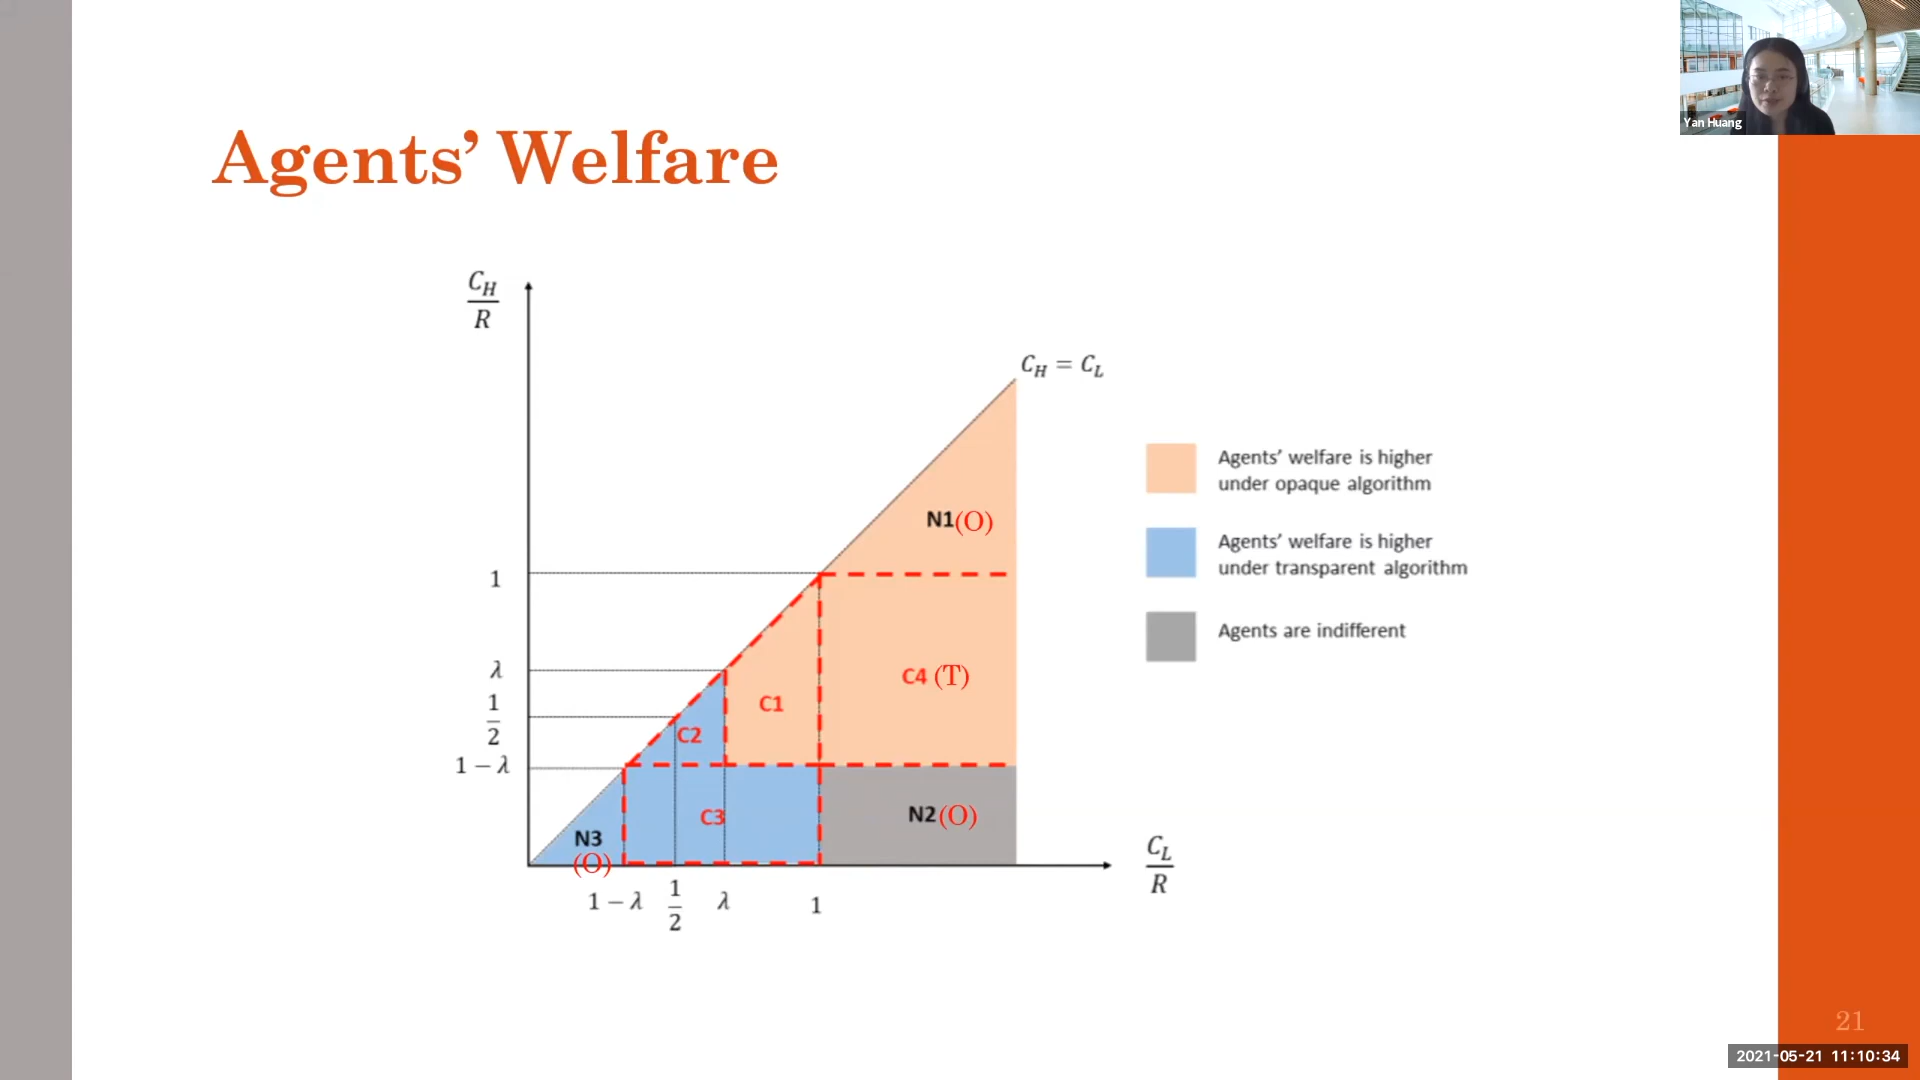 Yan Huang
Agents’ Welfare
C_H
R
C_H = C_L
Agents’ welfare is higher
under opaque algorithm
N1(O)
Agents’ welfare is higher
under transparent algorithm
1
Agents are indifferent
λ
C4 (T)
C1
1
2
C2
1 − λ
N2(O)
C3
N3
(O)
C_L
R
1 − λ
1
2
λ
1
21
2021-05-21 11:10:34